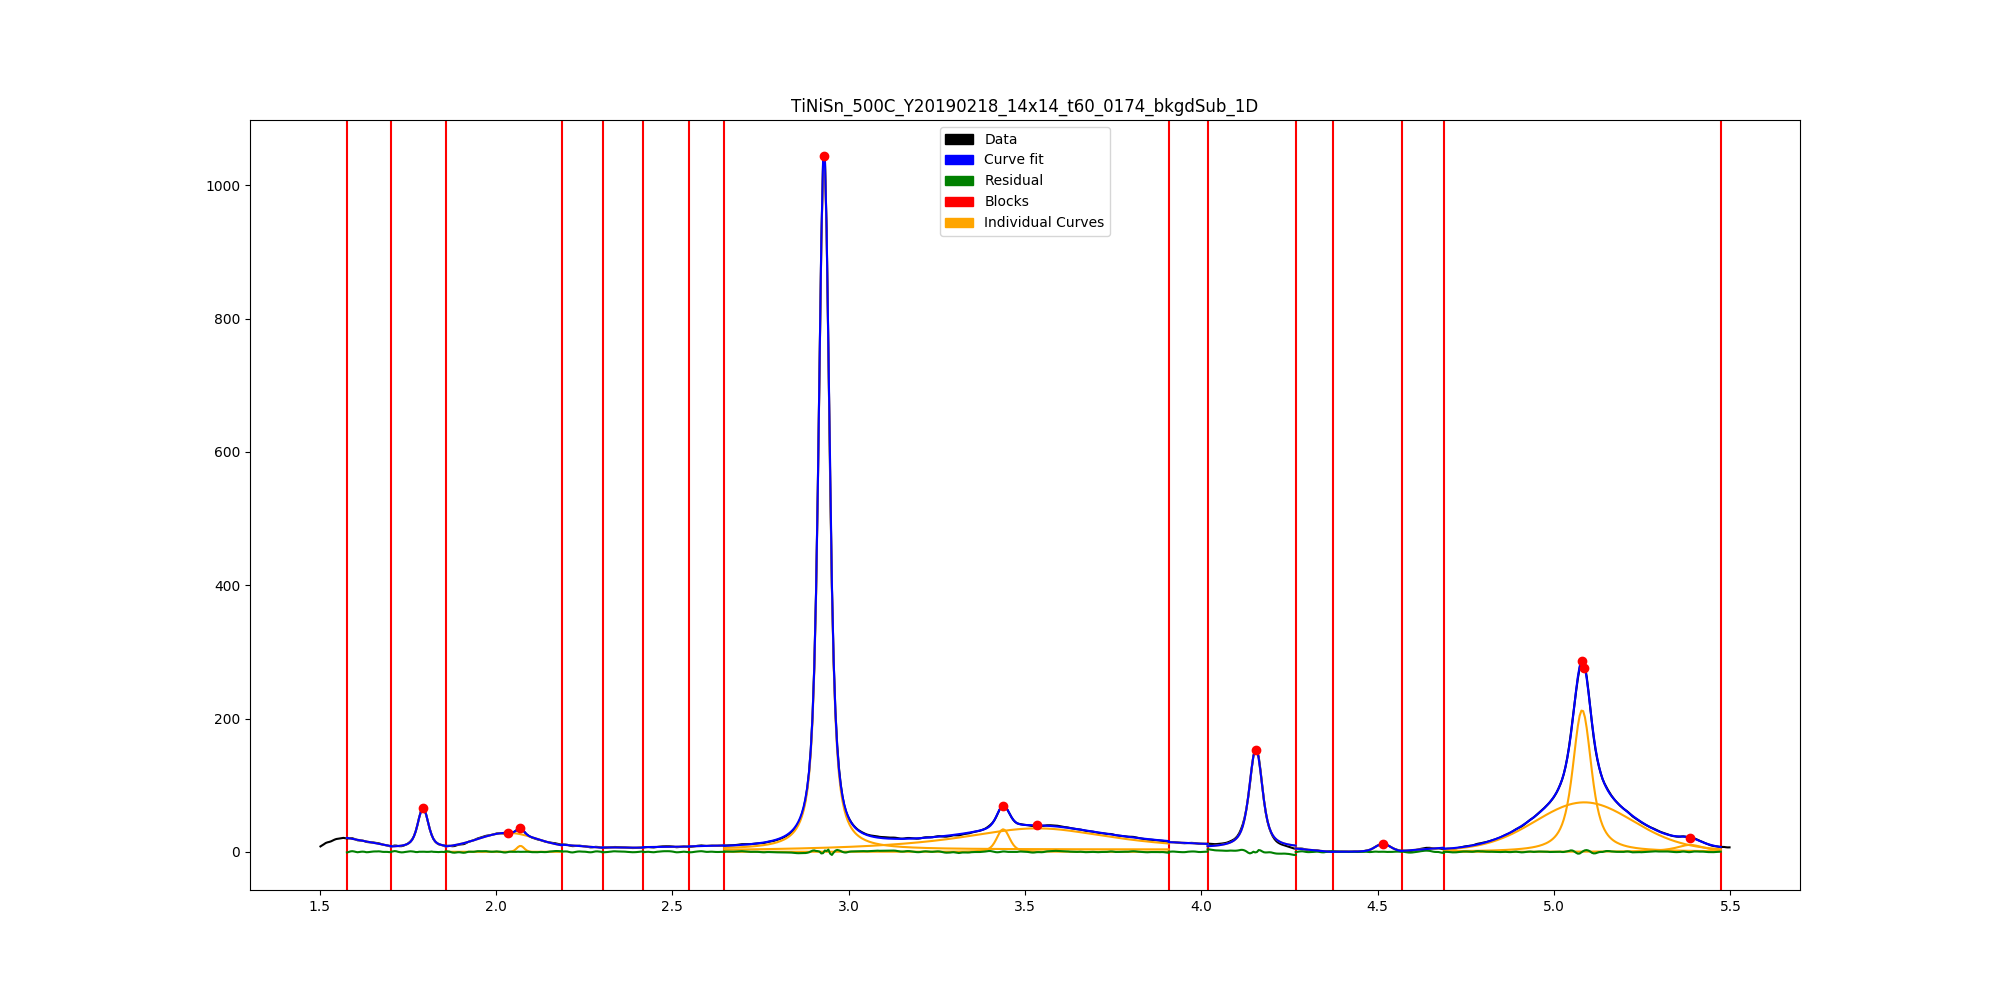 TiNiSn_500C_Y20190218_14x14_t60_0174_bkgdSub_1D
Data
Curve fit
Residual
Blocks
Individual Curves
1000
800
600
400
200
0
1.5 2.0 2.5 3.0 3.5 4.0 4.5 5.0 5.5